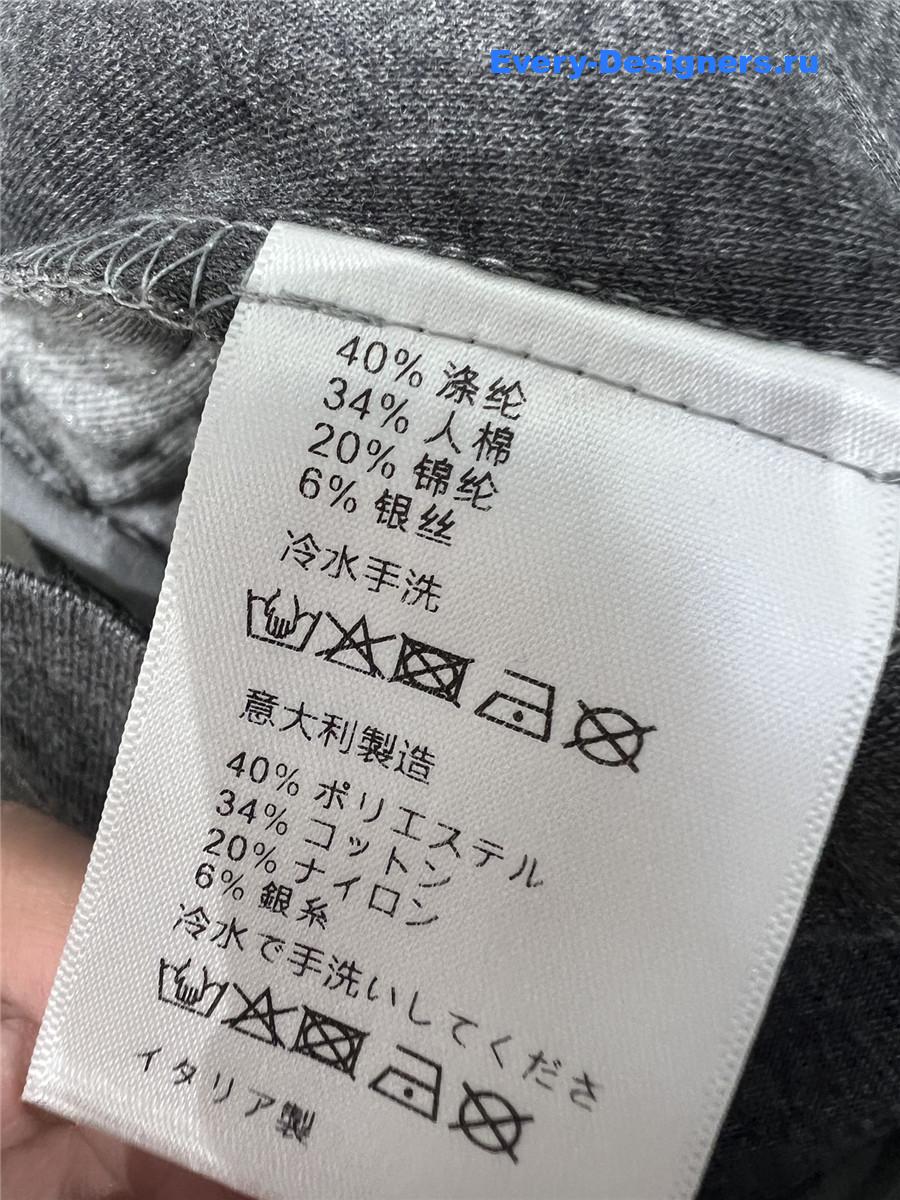 Every-Designers.ru
40% 涤纶
34% 人棉
20% 锦纶
6% 银丝
冷水手洗
意大利製造
40% ポリエステル
34% コットン
20% ナイロン
6% 銀糸
冷水で手洗いしてくださ
イタリア製